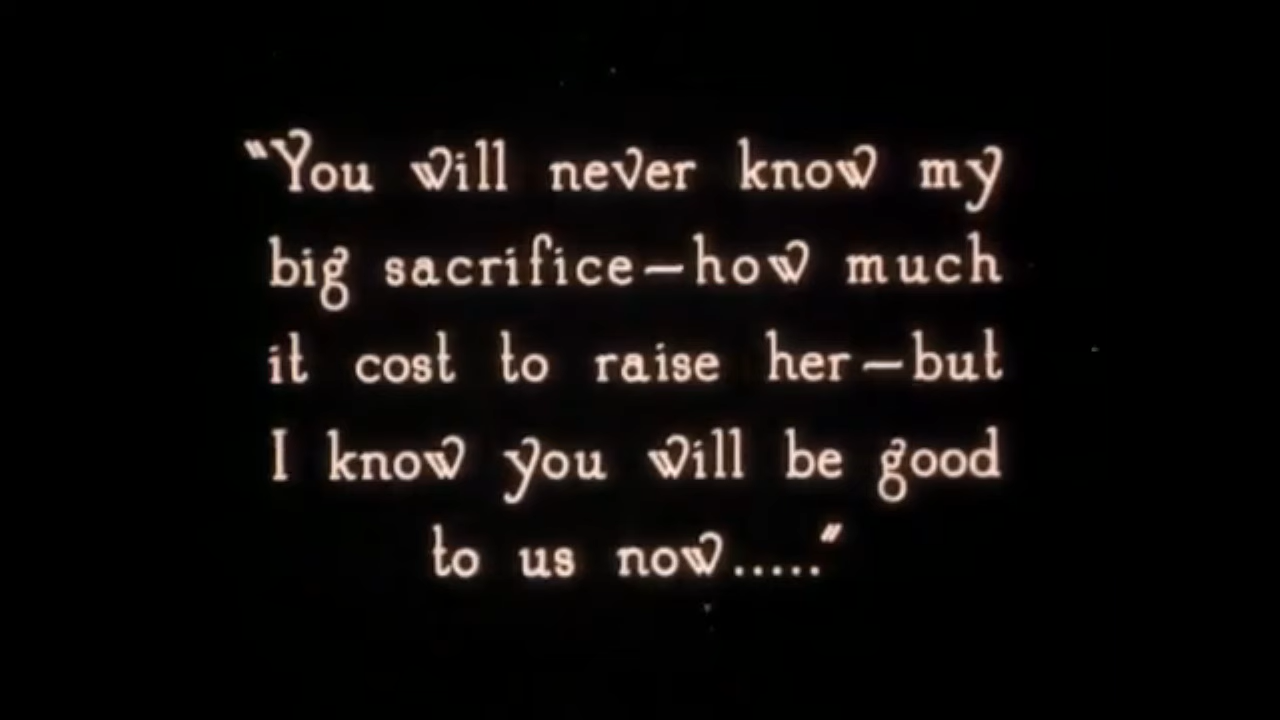 "You will never know my
big sacrifice—how much
it cost to raise her—but
I know you will be good
to us now....."